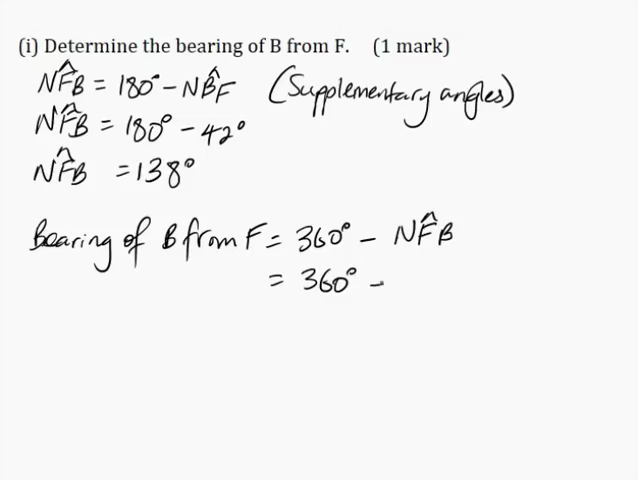 (i) Determine the bearing of B from F. (1 mark)
NF̂B = 180° - NB̂F (Supplementary angles)
NF̂B = 180° - 42°
NF̂B = 138°
Bearing of B from F = 360° - NF̂B
= 360° -